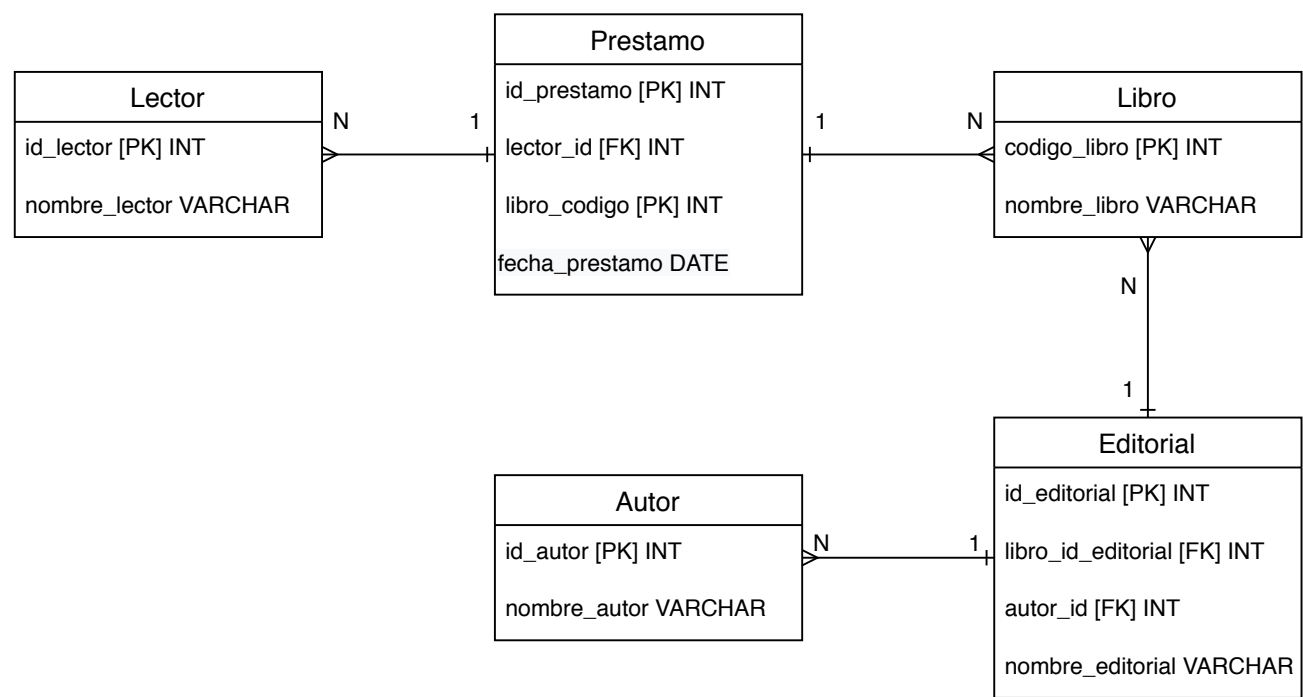 Prestamo
id_prestamo [PK] INT
lector_id [FK] INT
libro_codigo [PK] INT
fecha_prestamo DATE
Lector
id_lector [PK] INT
nombre_lector VARCHAR
N
1
1
N
Libro
codigo_libro [PK] INT
nombre_libro VARCHAR
N
1
Editorial
id_editorial [PK] INT
libro_id_editorial [FK] INT
autor_id [FK] INT
nombre_editorial VARCHAR
Autor
id_autor [PK] INT
nombre_autor VARCHAR
N
1